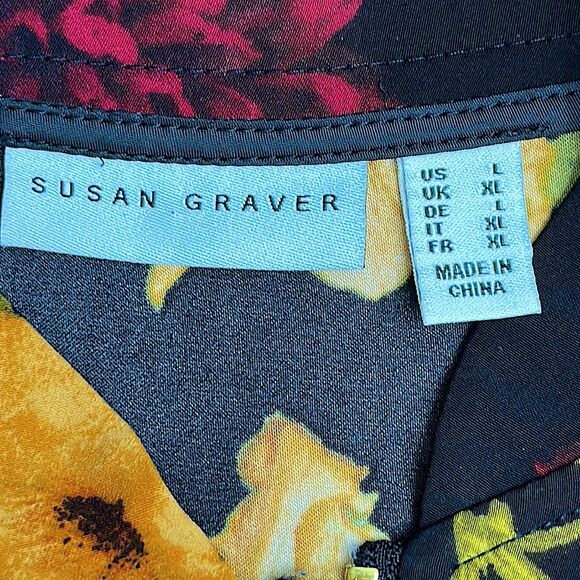 SUSAN GRAVER
US L
UK XL
DE L
IT XL
FR XL
MADE IN
CHINA